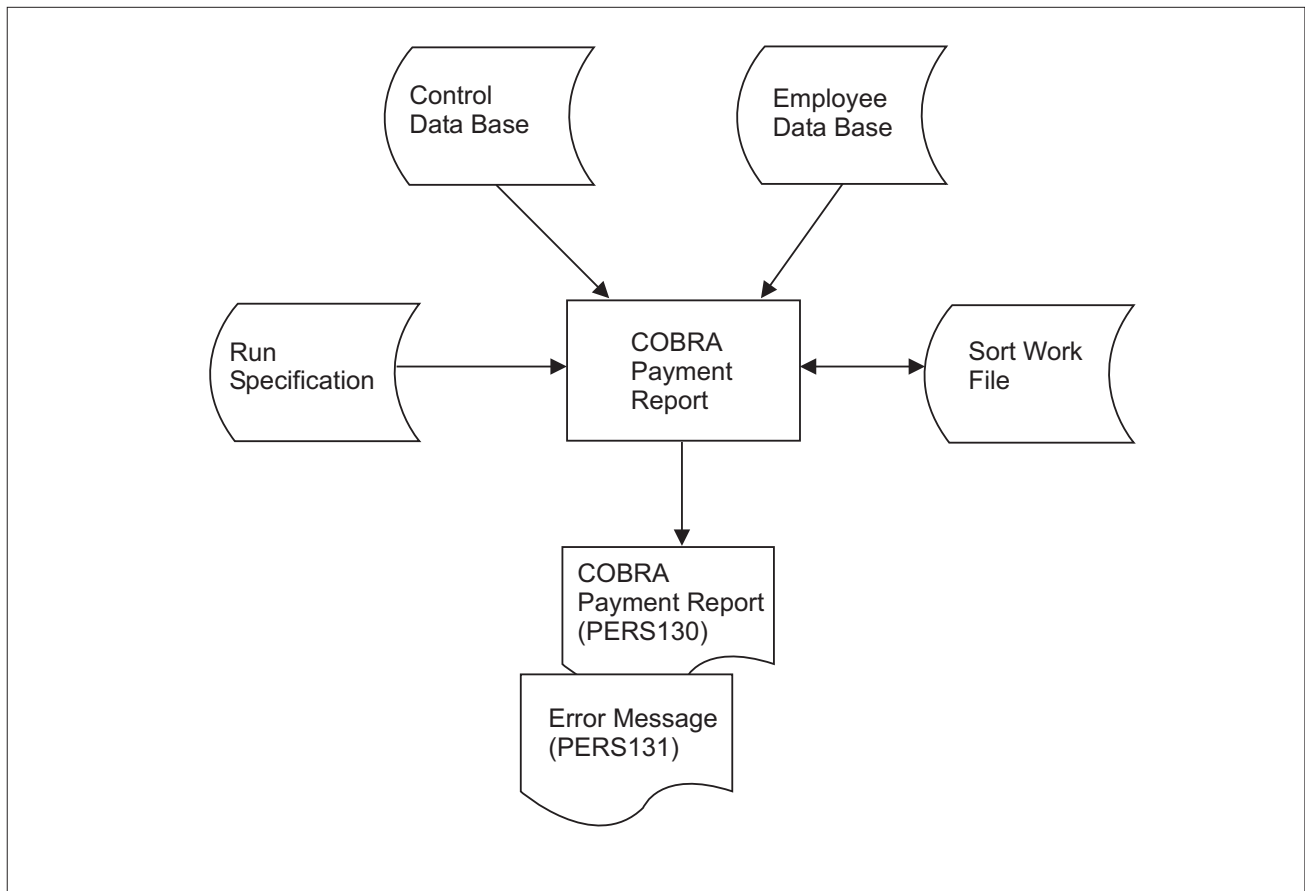 Control
Data Base
Employee
Data Base
Run
Specification
COBRA
Payment
Report
Sort Work
File
COBRA
Payment Report
(PERS130)
Error Message
(PERS131)